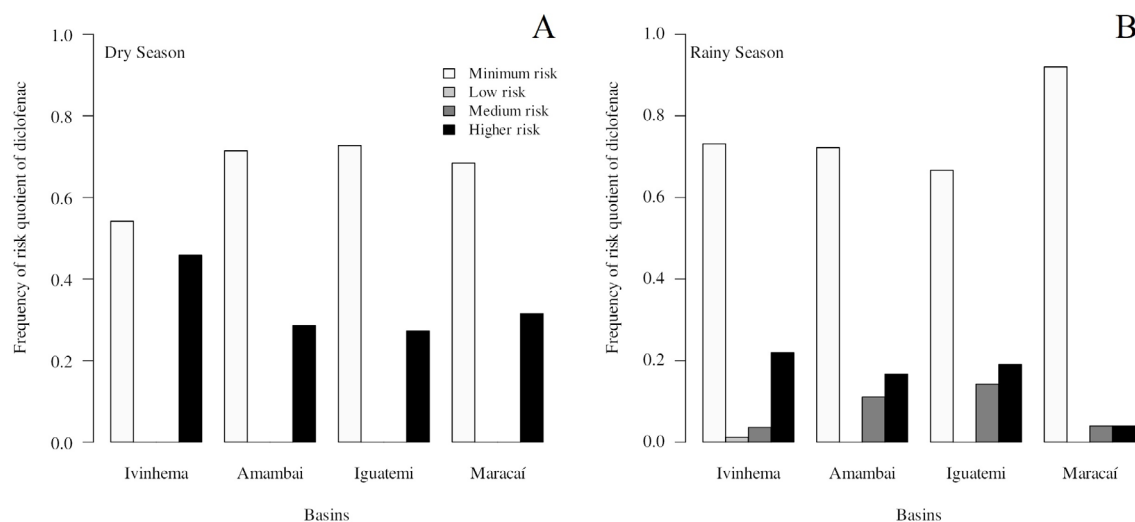 A
Dry Season
Minimum risk
Low risk
Medium risk
Higher risk
Frequency of risk quotient of diclofenac
1.0
0.8
0.6
0.4
0.2
0.0
Ivinhema Amambai Iguatemi Maracaí
Basins
B
Rainy Season
Frequency of risk quotient of diclofenac
1.0
0.8
0.6
0.4
0.2
0.0
Ivinhema Amambai Iguatemi Maracaí
Basins